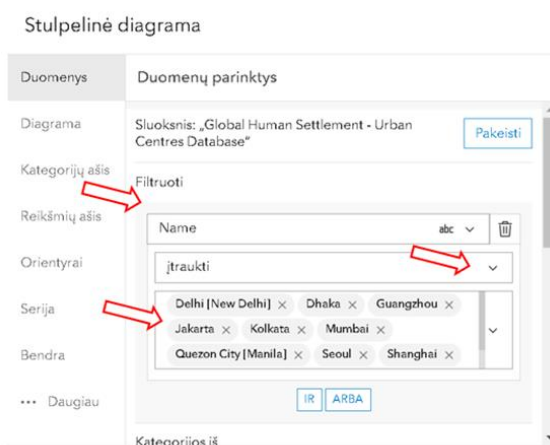 Stulpelinė diagrama
Duomenys
Duomenų parinktys
Diagrama
Kategorijų ašis
Reikšmių ašis
Orientyrai
Serija
Bendra
Daugiau
Sluoksnis: „Global Human Settlement - Urban
Centres Database“
Pakeisti
Filtruoti
Name
abc
įtraukti
Delhi [New Delhi] × Dhaka × Guangzhou ×
Jakarta × Kolkata × Mumbai ×
Quezon City [Manila] × Seoul × Shanghai ×
IR ARBA
Kategorijos iš